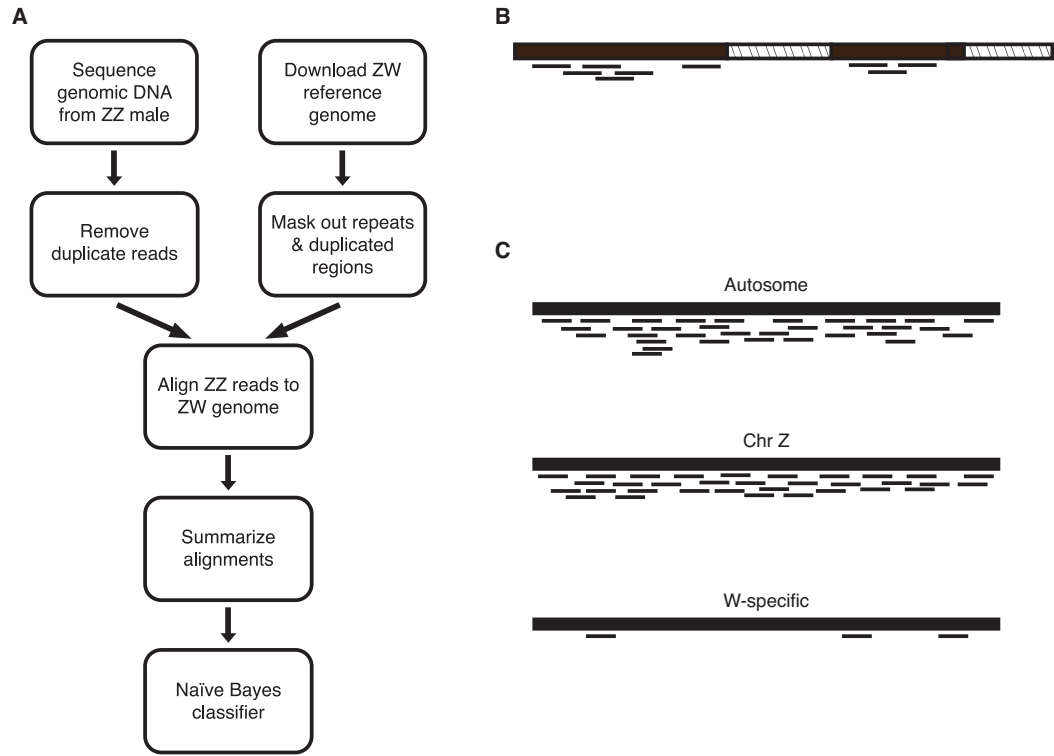 A
Sequence
genomic DNA
from ZZ male
Download ZW
reference
genome
Remove
duplicate reads
Mask out repeats
& duplicated
regions
Align ZZ reads to
ZW genome
Summarize
alignments
Naïve Bayes
classifier
B
C
Autosome
Chr Z
W-specific